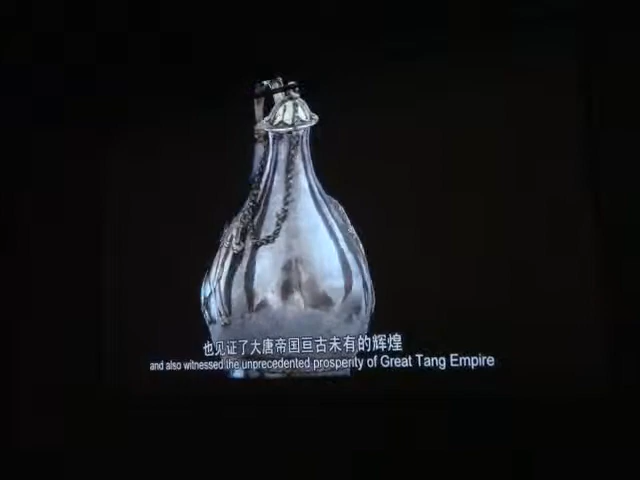 也见证了大唐帝国亘古未有的辉煌
and also witnessed the unprecedented prosperity of Great Tang Empire